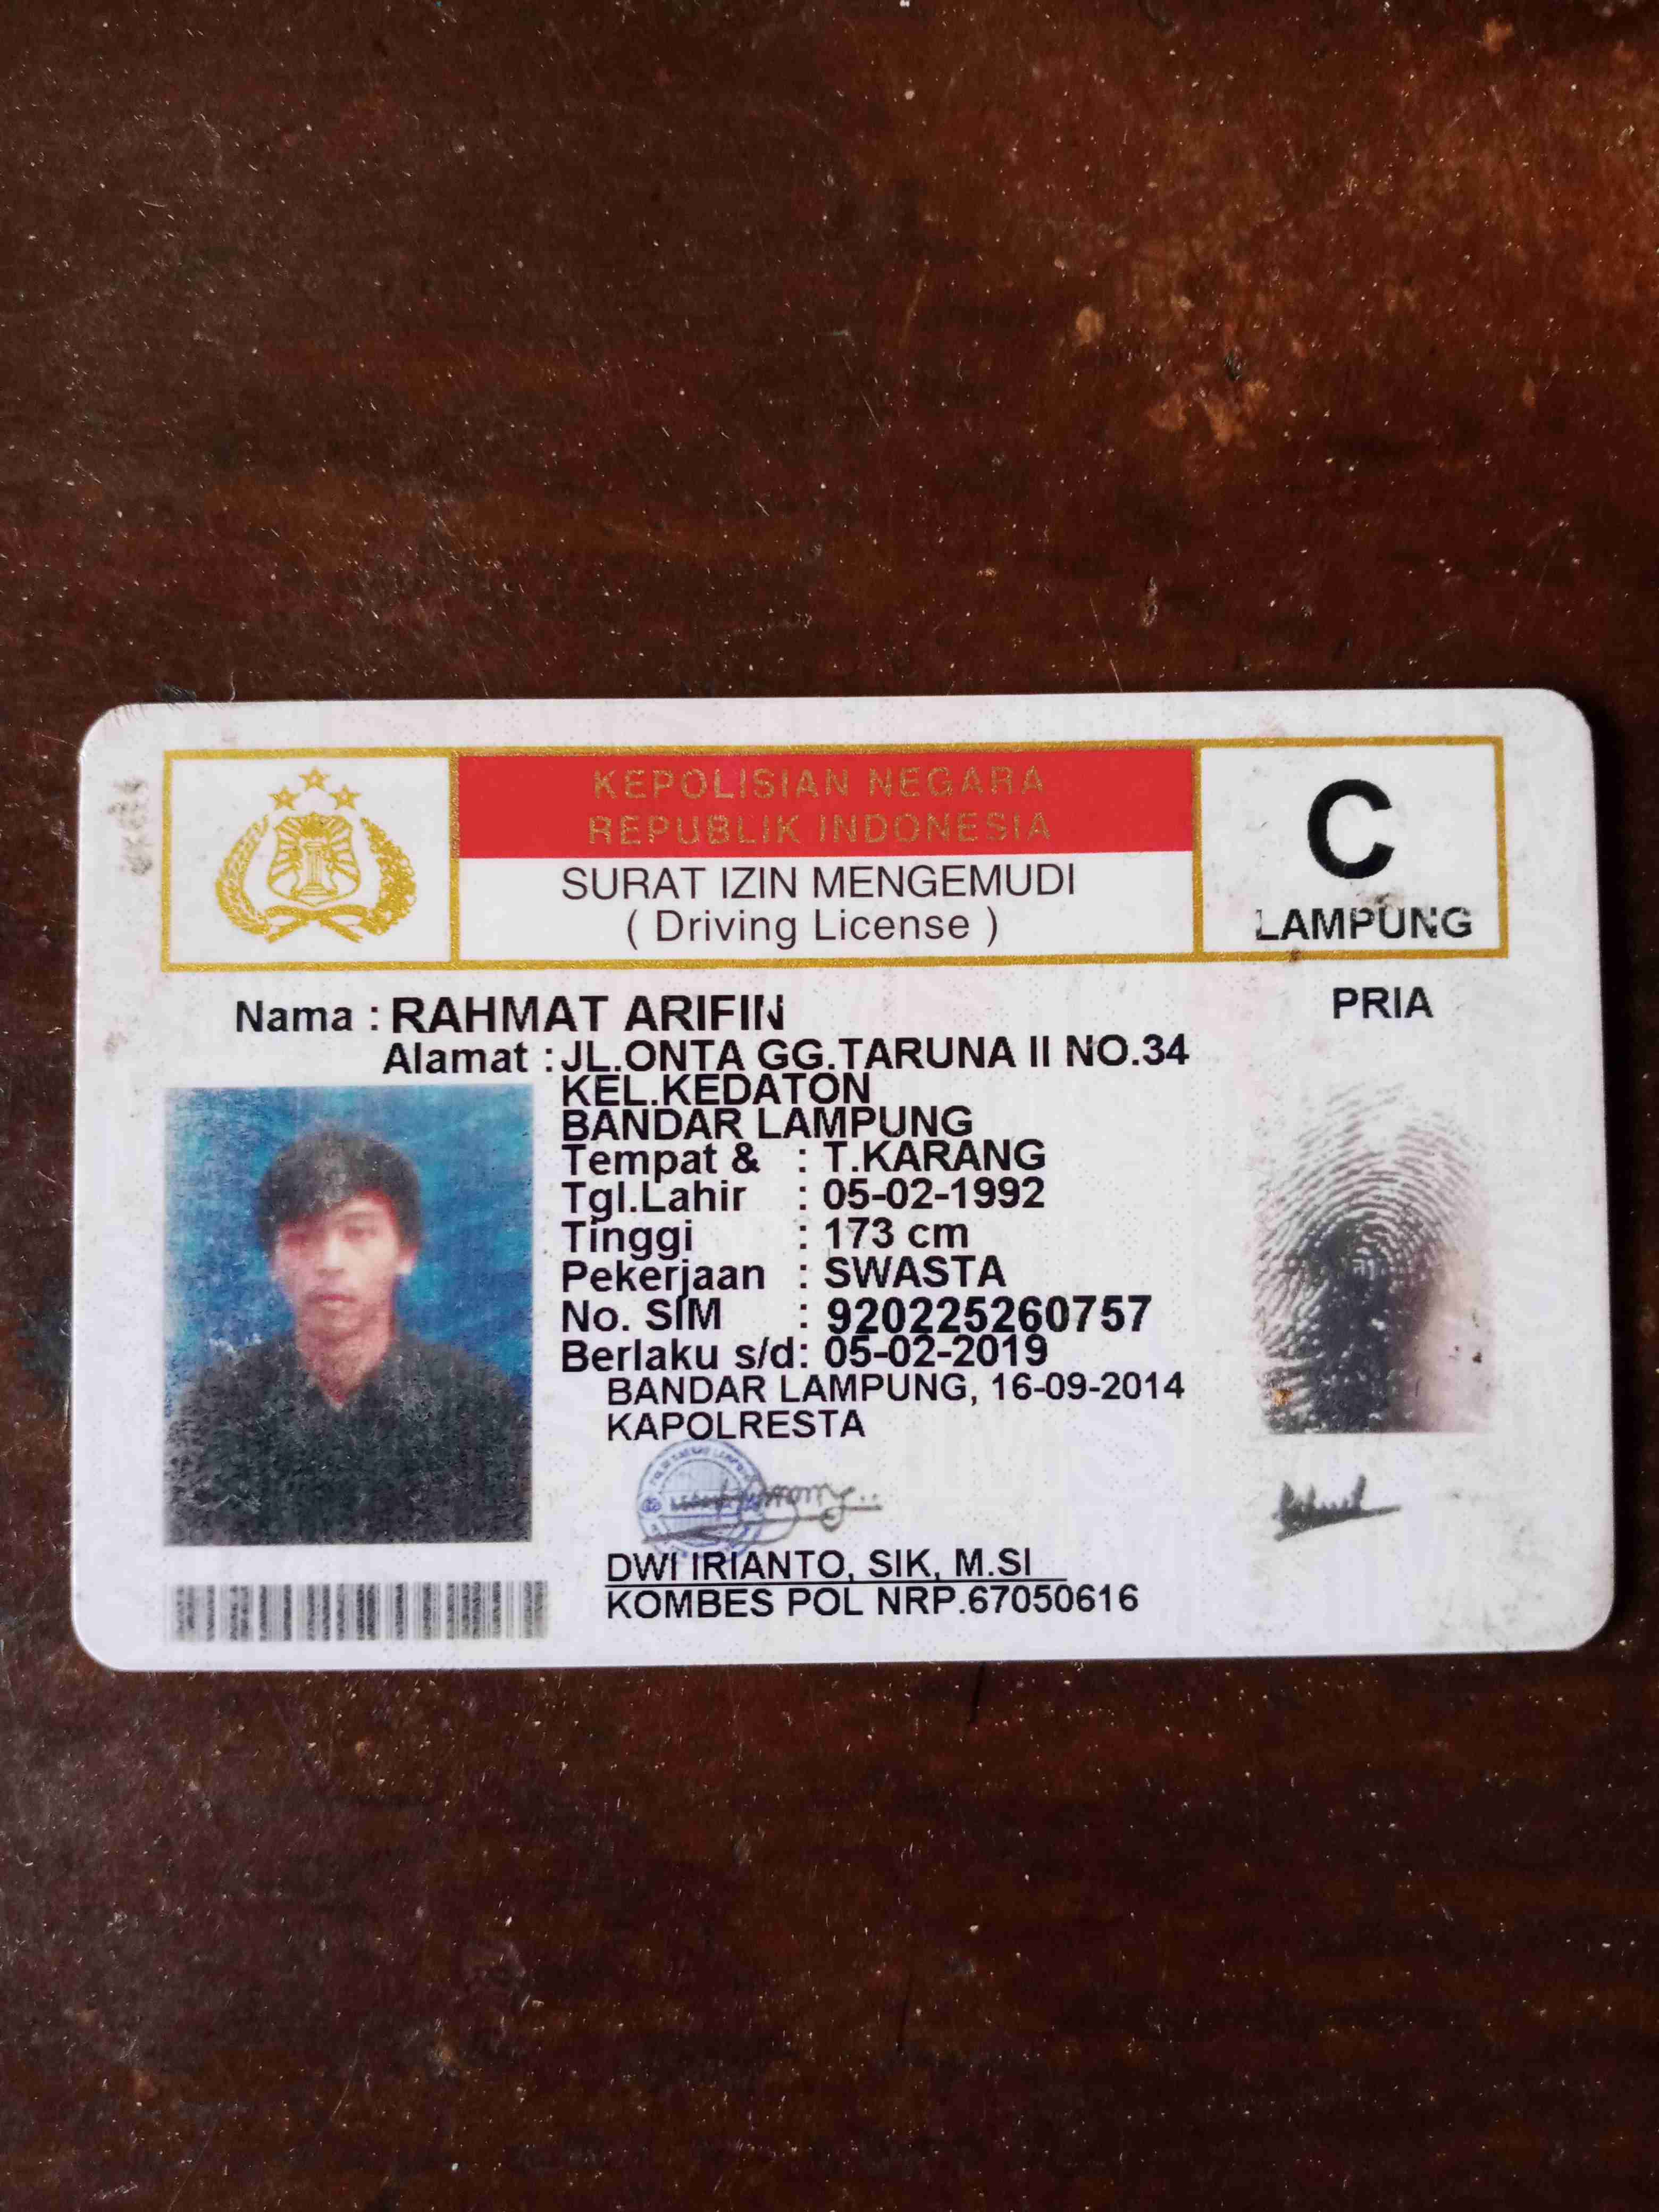 KEPOLISIAN NEGARA
REPUBLIK INDONESIA
SURAT IZIN MENGEMUDI
( Driving License )
C
LAMPUNG
Nama : RAHMAT ARIFIN
PRIA
Alamat : JL.ONTA GG.TARUNA II NO.34
KEL.KEDATON
BANDAR LAMPUNG
Tempat & : T.KARANG
Tgl.Lahir : 05-02-1992
Tinggi : 173 cm
Pekerjaan : SWASTA
No. SIM : 920225260757
Berlaku s/d: 05-02-2019
BANDAR LAMPUNG, 16-09-2014
KAPOLRESTA
DWI IRIANTO, SIK, M.SI
KOMBES POL NRP.67050616